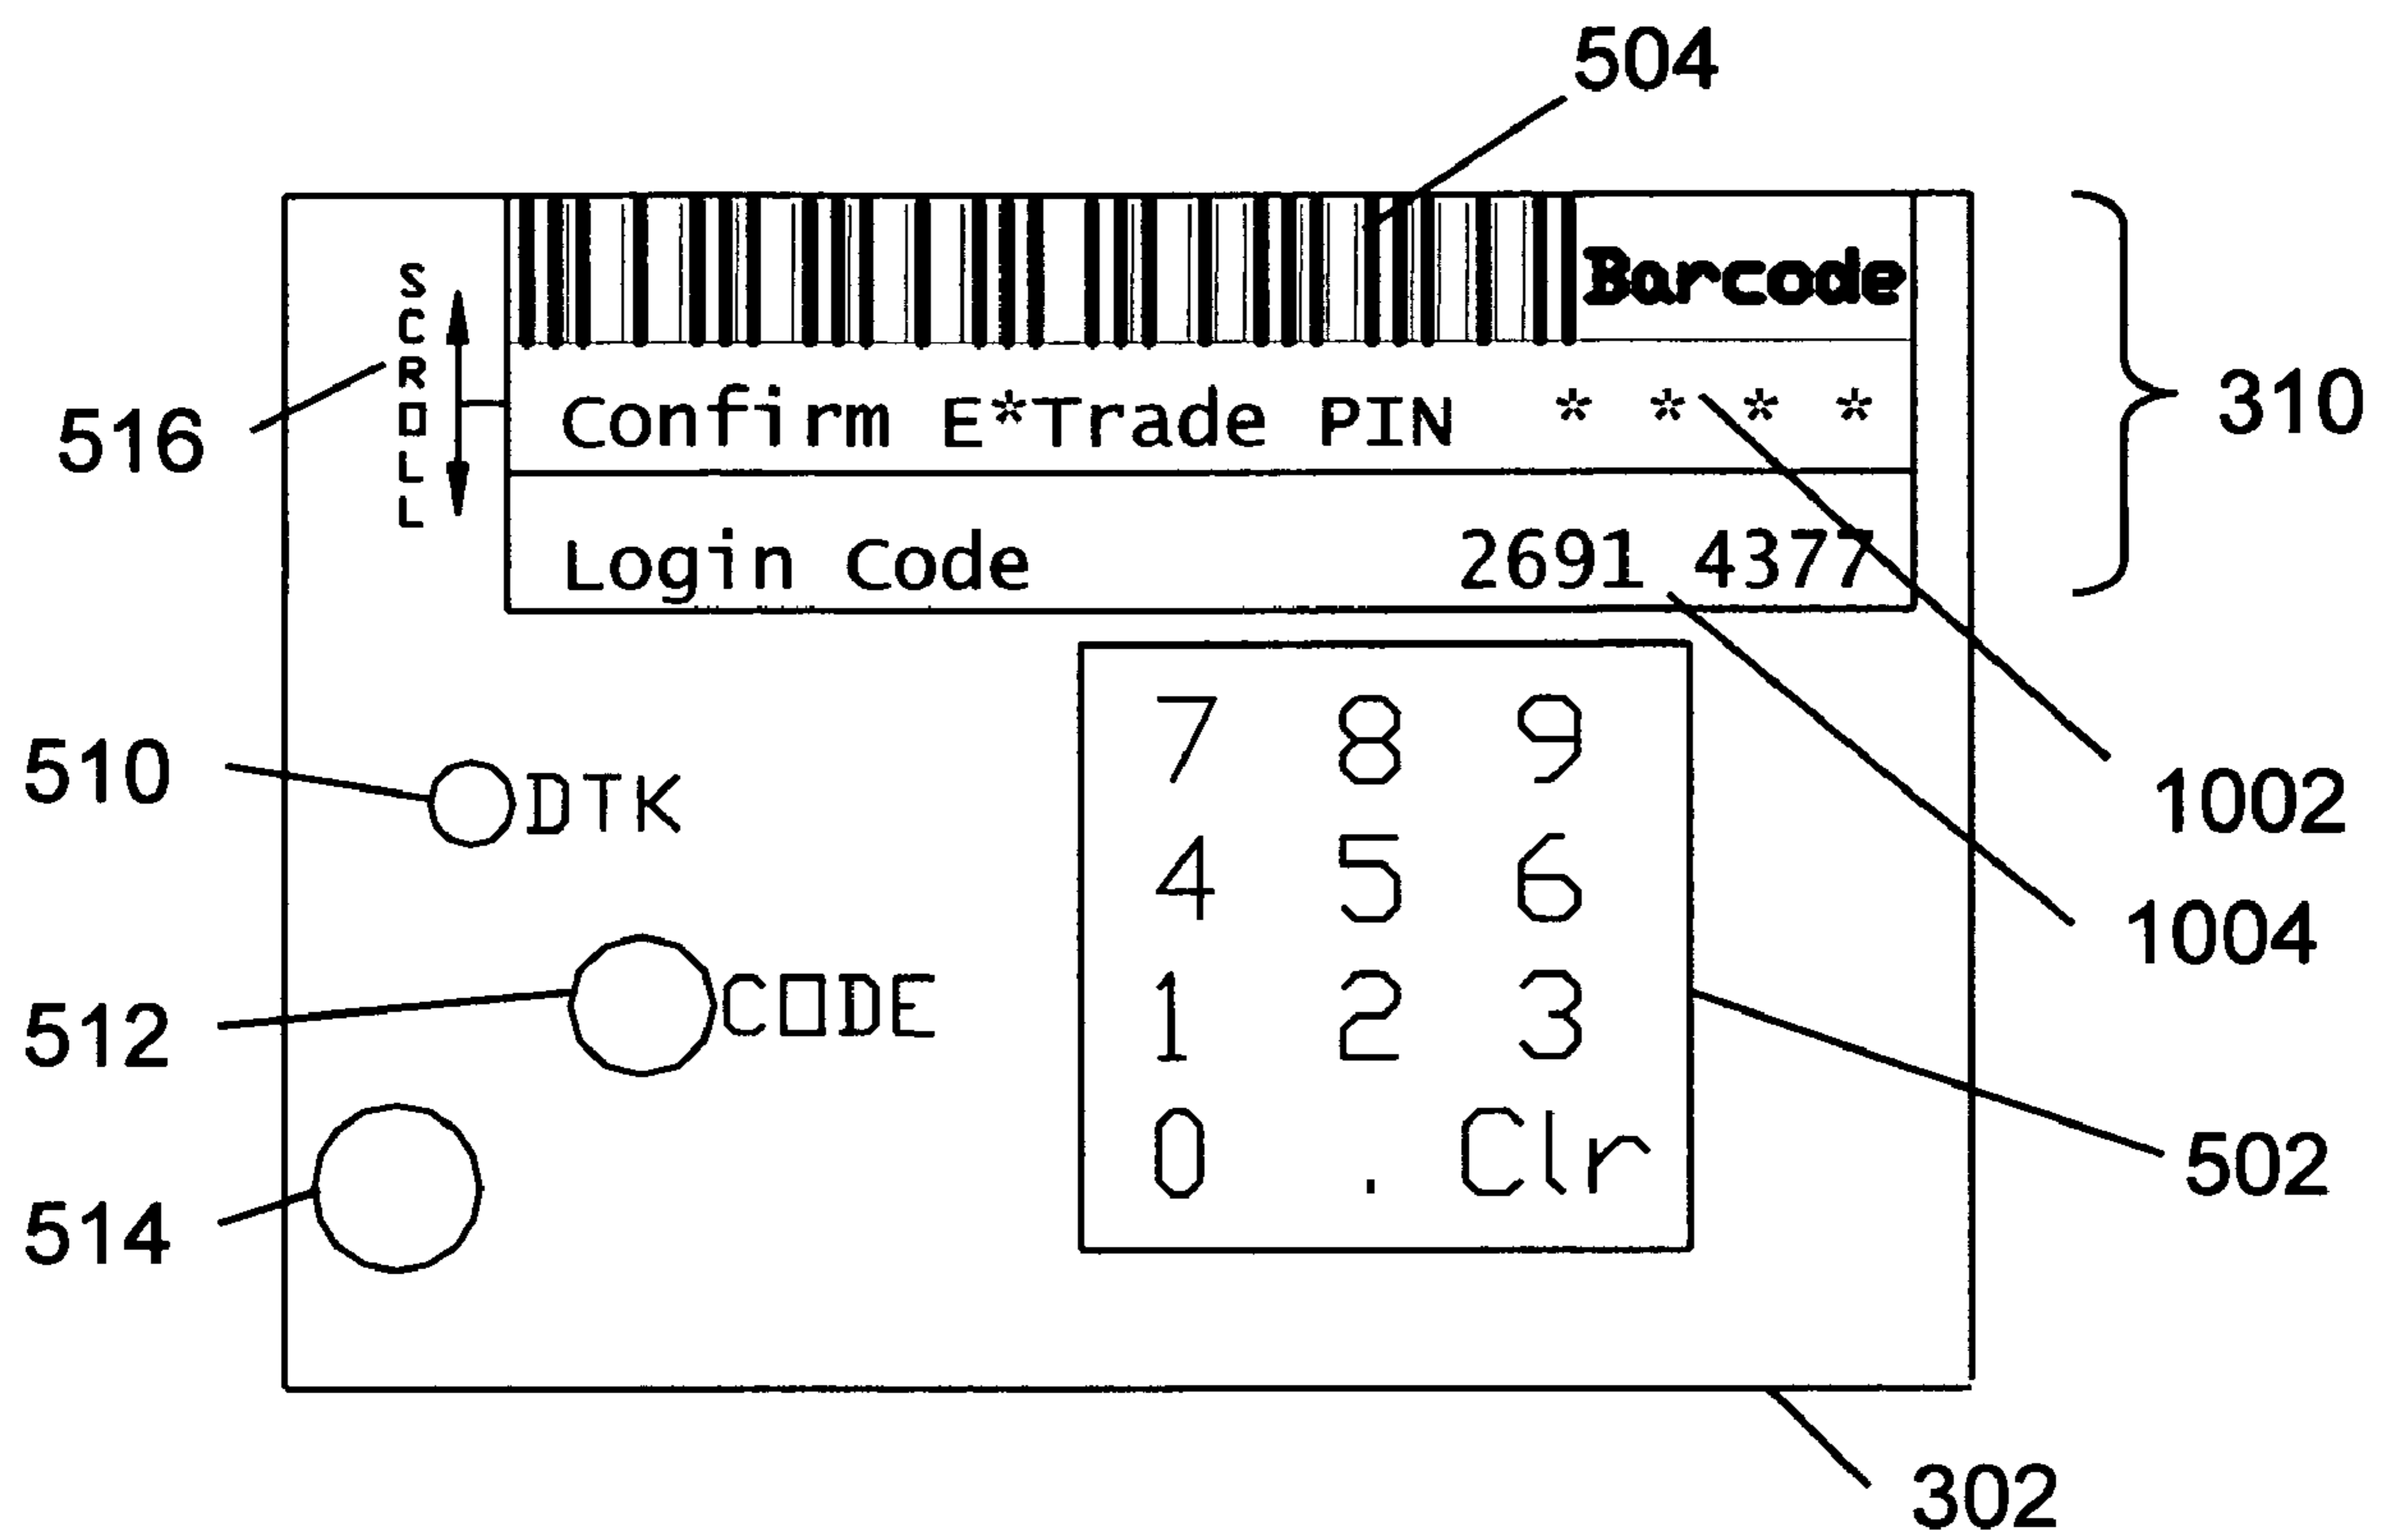 504
Barcode
SCROLL
516
310
Confirm E*Trade PIN * * * *
Login Code 2691 4377
7 8 9
510
DTK
1002
4 5 6
1004
512
CODE
1 2 3
502
0 . Clr
514
302